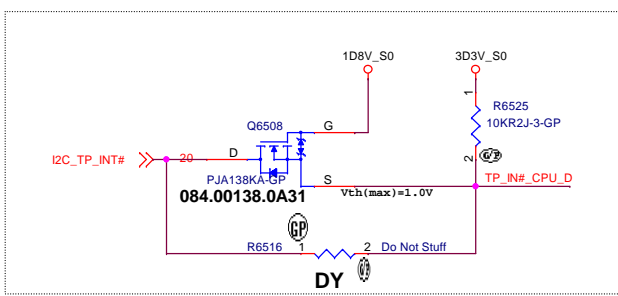 1D8V_S0
3D3V_S0
1
R6525
10KR2J-3-GP
2
G/P
Q6508
G
I2C_TP_INT#
20
D
PJA138KA-GP
S
084.00138.0A31
Vth(max)=1.0V
TP_IN#_CPU_D
GP
R6516
1
2
Do Not Stuff
DY
G/P